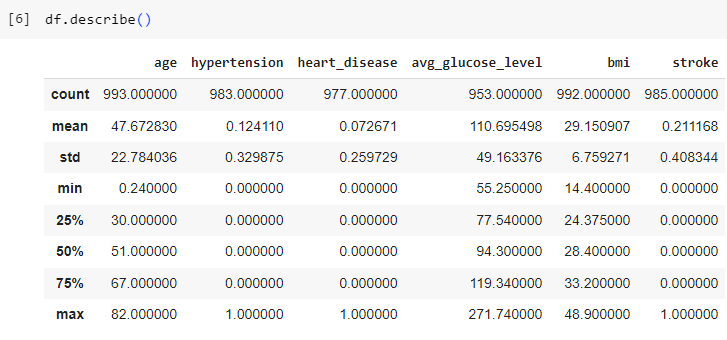 [6] df.describe()
age hypertension heart_disease avg_glucose_level bmi stroke
count 993.000000 983.000000 977.000000 953.000000 992.000000 985.000000
mean 47.672830 0.124110 0.072671 110.695498 29.150907 0.211168
std 22.784036 0.329875 0.259729 49.163376 6.759271 0.408344
min 0.240000 0.000000 0.000000 55.250000 14.400000 0.000000
25% 30.000000 0.000000 0.000000 77.540000 24.375000 0.000000
50% 51.000000 0.000000 0.000000 94.300000 28.400000 0.000000
75% 67.000000 0.000000 0.000000 119.340000 33.200000 0.000000
max 82.000000 1.000000 1.000000 271.740000 48.900000 1.000000